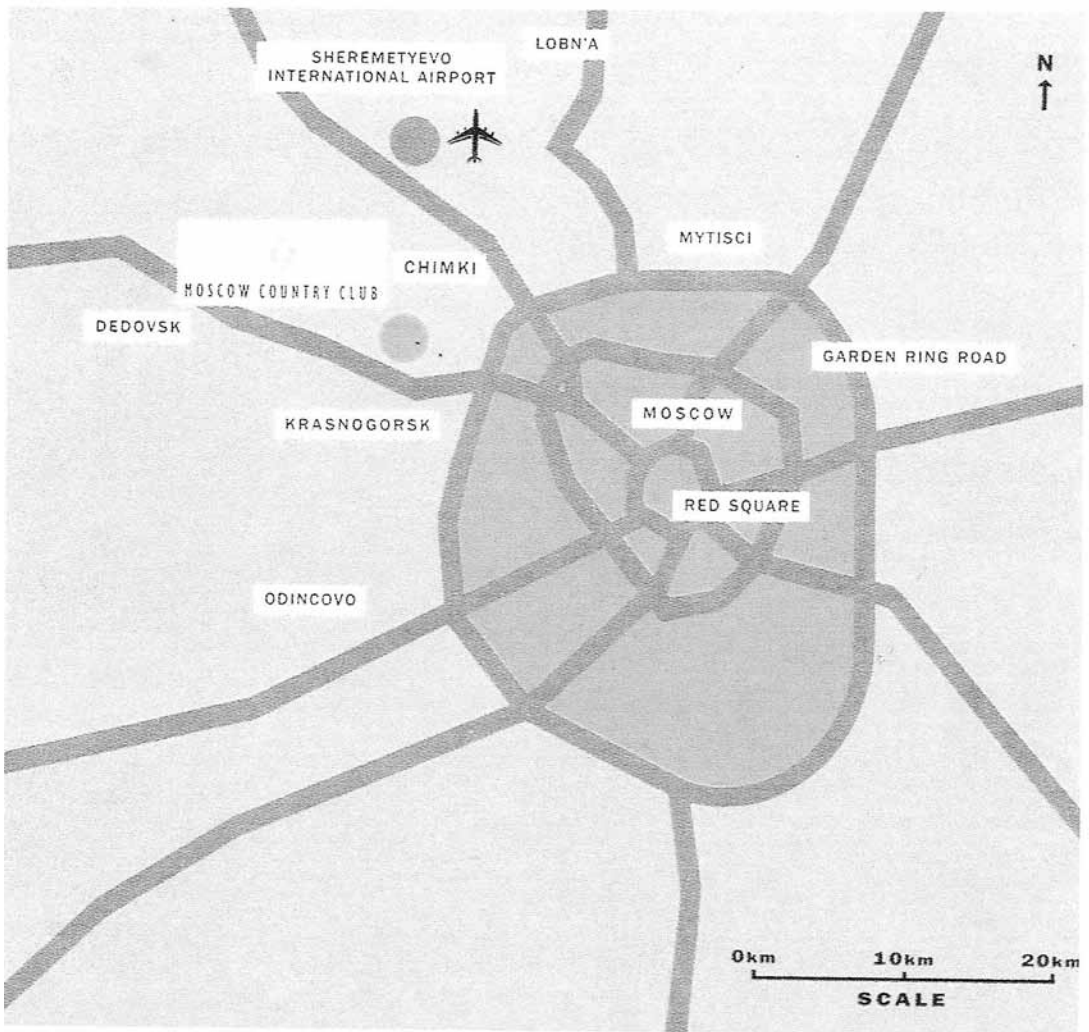 LOBN'A
SHEREMETYEVO
INTERNATIONAL AIRPORT
N
MYTISCI
CHIMKI
MOSCOW COUNTRY CLUB
DEDOVSK
GARDEN RING ROAD
MOSCOW
KRASNOGORSK
RED SQUARE
ODINCOVO
0km 10km 20km
SCALE